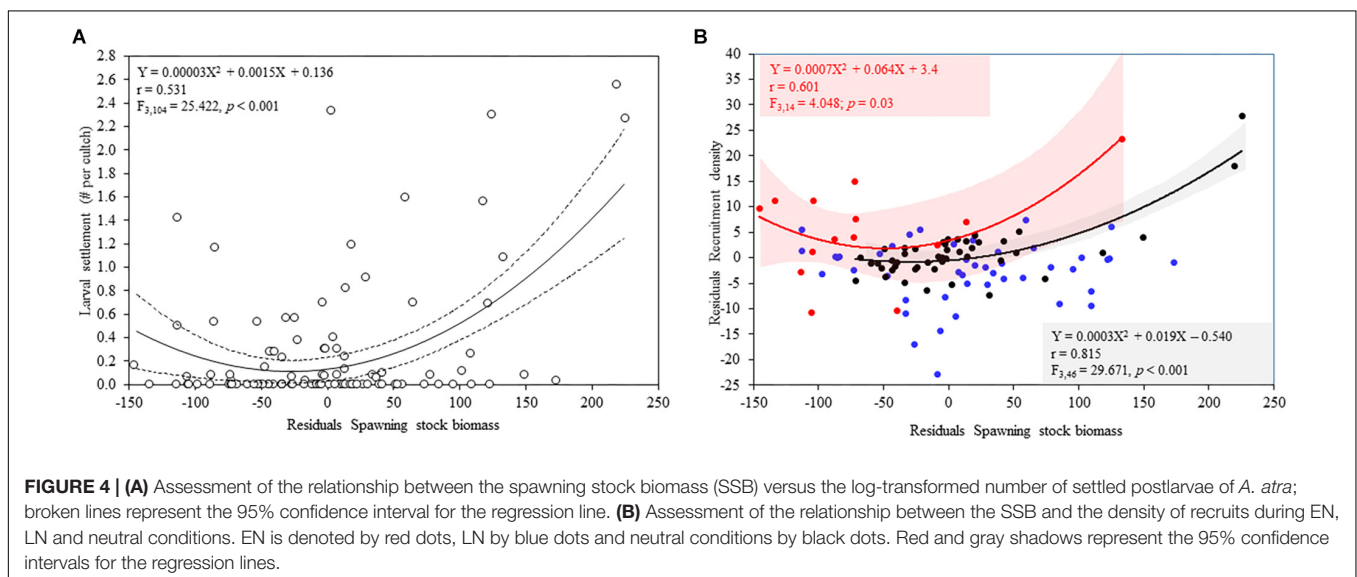 A
2.8
2.6
2.4
2.2
2.0
1.8
1.6
1.4
1.2
1.0
0.8
0.6
0.4
0.2
0.0
Larval settlement (# per cultch)
Y = 0.00003X² + 0.0015X + 0.136
r = 0.531
F3,104 = 25.422, p < 0.001
-150 -100 -50 0 50 100 150 200 250
Residuals Spawning stock biomass
B
40
35
30
25
20
15
10
5
0
-5
-10
-15
-20
-25
Residuals Recruitment density
Y = 0.0007X² + 0.064X + 3.4
r = 0.601
F3,14 = 4.048; p = 0.03
Y = 0.0003X² + 0.019X − 0.540
r = 0.815
F3,46 = 29.671, p < 0.001
-150 -100 -50 0 50 100 150 200 250
Residuals Spawning stock biomass
FIGURE 4 | (A) Assessment of the relationship between the spawning stock biomass (SSB) versus the log-transformed number of settled postlarvae of A. atra;
broken lines represent the 95% confidence interval for the regression line. (B) Assessment of the relationship between the SSB and the density of recruits during EN,
LN and neutral conditions. EN is denoted by red dots, LN by blue dots and neutral conditions by black dots. Red and gray shadows represent the 95% confidence
intervals for the regression lines.